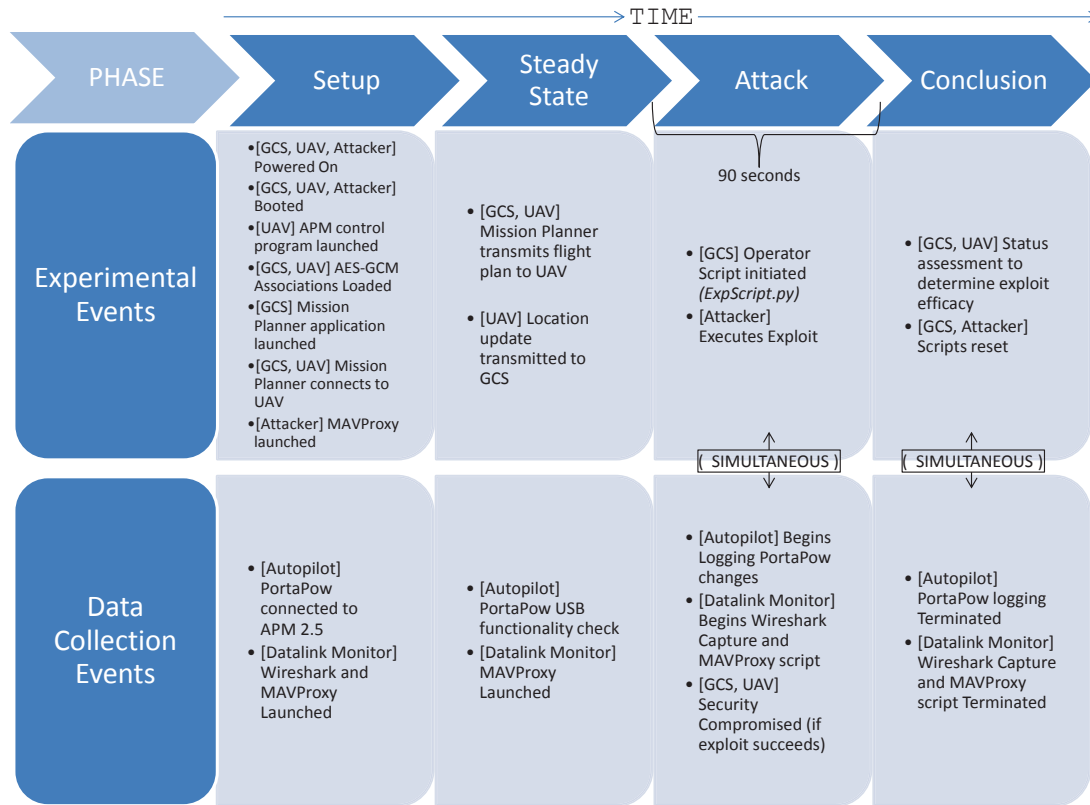 TIME
PHASE
Setup
Steady
State
Attack
Conclusion
90 seconds
Experimental
Events
•[GCS, UAV, Attacker]
Powered On
•[GCS, UAV, Attacker]
Booted
•[UAV] APM control
program launched
•[GCS, UAV] AES-GCM
Associations Loaded
•[GCS] Mission
Planner application
launched
•[GCS, UAV] Mission
Planner connects to
UAV
•[Attacker] MAVProxy
launched
• [GCS, UAV]
Mission Planner
transmits flight
plan to UAV
• [UAV] Location
update
transmitted to
GCS
• [GCS] Operator
Script initiated
(ExpScript.py)
• [Attacker]
Executes Exploit
• [GCS, UAV] Status
assessment to
determine exploit
efficacy
• [GCS, Attacker]
Scripts reset
( SIMULTANEOUS )
( SIMULTANEOUS )
Data
Collection
Events
• [Autopilot]
PortaPow
connected to
APM 2.5
• [Datalink Monitor]
Wireshark and
MAVProxy
Launched
• [Autopilot]
PortaPow USB
functionality check
• [Datalink Monitor]
MAVProxy
Launched
• [Autopilot] Begins
Logging PortaPow
changes
• [Datalink Monitor]
Begins Wireshark
Capture and
MAVProxy script
• [GCS, UAV]
Security
Compromised (if
exploit succeeds)
• [Autopilot]
PortaPow logging
Terminated
• [Datalink Monitor]
Wireshark Capture
and MAVProxy
script Terminated